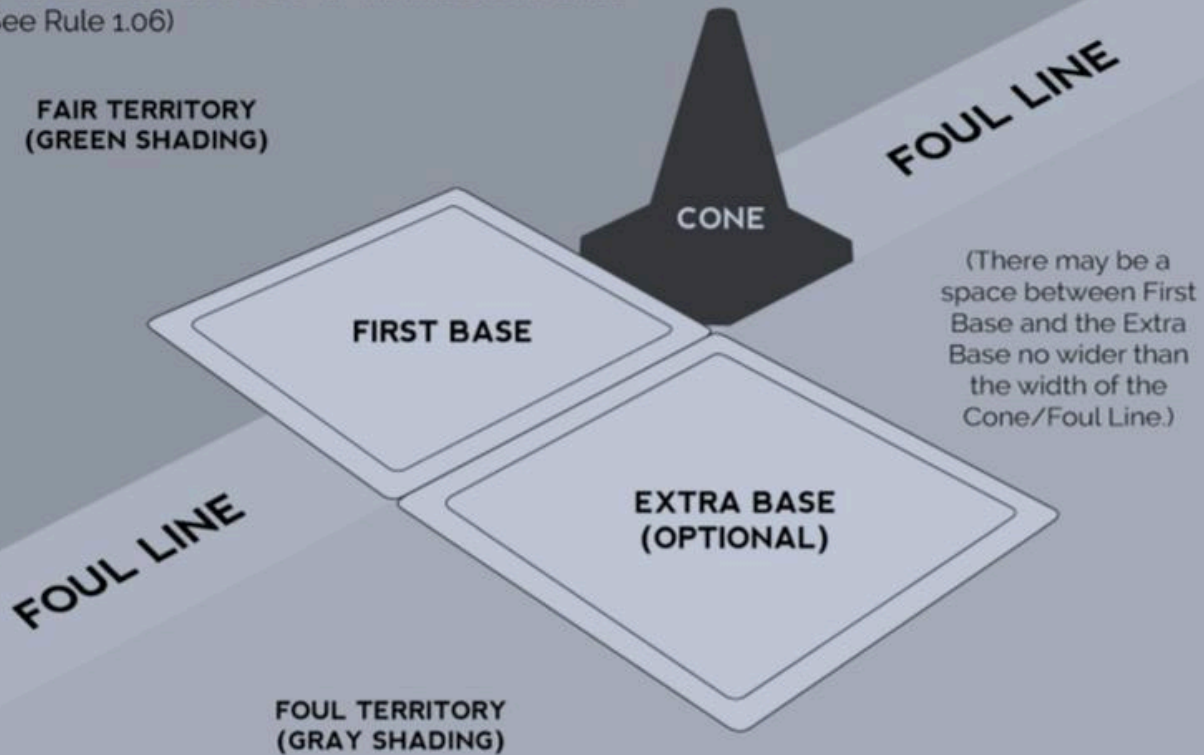 See Rule 1.06)
FAIR TERRITORY
(GREEN SHADING)
FOUL LINE
CONE
(There may be a
space between First
Base and the Extra
Base no wider than
the width of the
Cone/Foul Line.)
FIRST BASE
EXTRA BASE
(OPTIONAL)
FOUL LINE
FOUL TERRITORY
(GRAY SHADING)